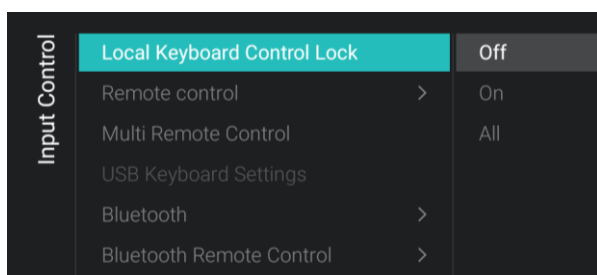 Input Control
Local Keyboard Control Lock
Off
Remote control >
On
Multi Remote Control
All
USB Keyboard Settings
Bluetooth >
Bluetooth Remote Control >